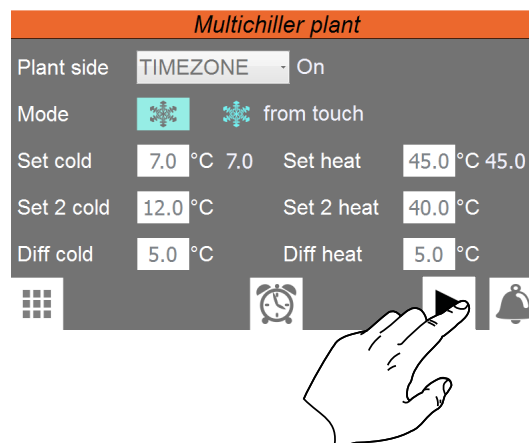 Multichiller plant
Plant side TIMEZONE On
Mode from touch
Set cold 7.0 °C 7.0 Set heat 45.0 °C 45.0
Set 2 cold 12.0 °C Set 2 heat 40.0 °C
Diff cold 5.0 °C Diff heat 5.0 °C